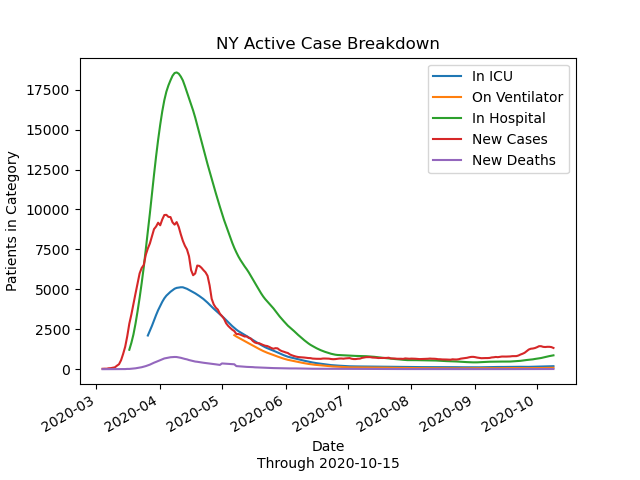 NY Active Case Breakdown
In ICU
On Ventilator
In Hospital
New Cases
New Deaths
Patients in Category
17500
15000
12500
10000
7500
5000
2500
0
2020-03
2020-04
2020-05
2020-06
2020-07
2020-08
2020-09
2020-10
Date
Through 2020-10-15